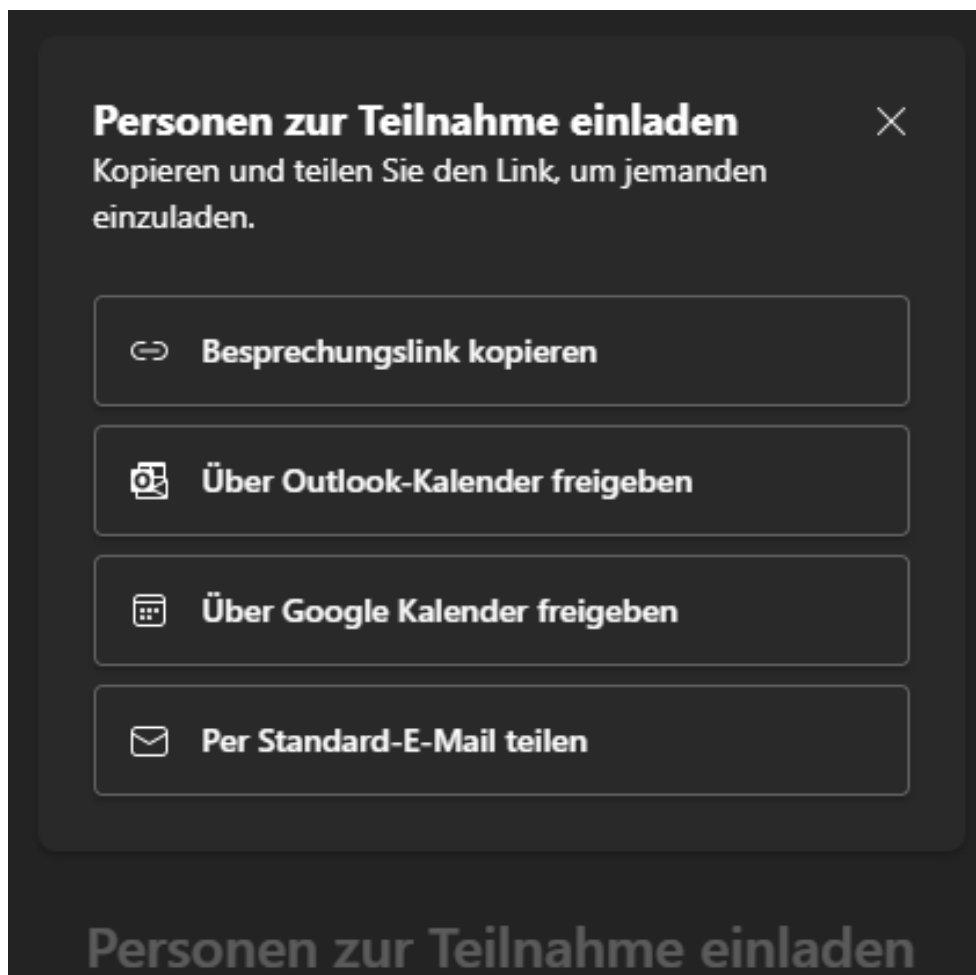 Personen zur Teilnahme einladen
Kopieren und teilen Sie den Link, um jemanden
einzuladen.
Besprechungslink kopieren
Über Outlook-Kalender freigeben
Über Google Kalender freigeben
Per Standard-E-Mail teilen
Personen zur Teilnahme einladen